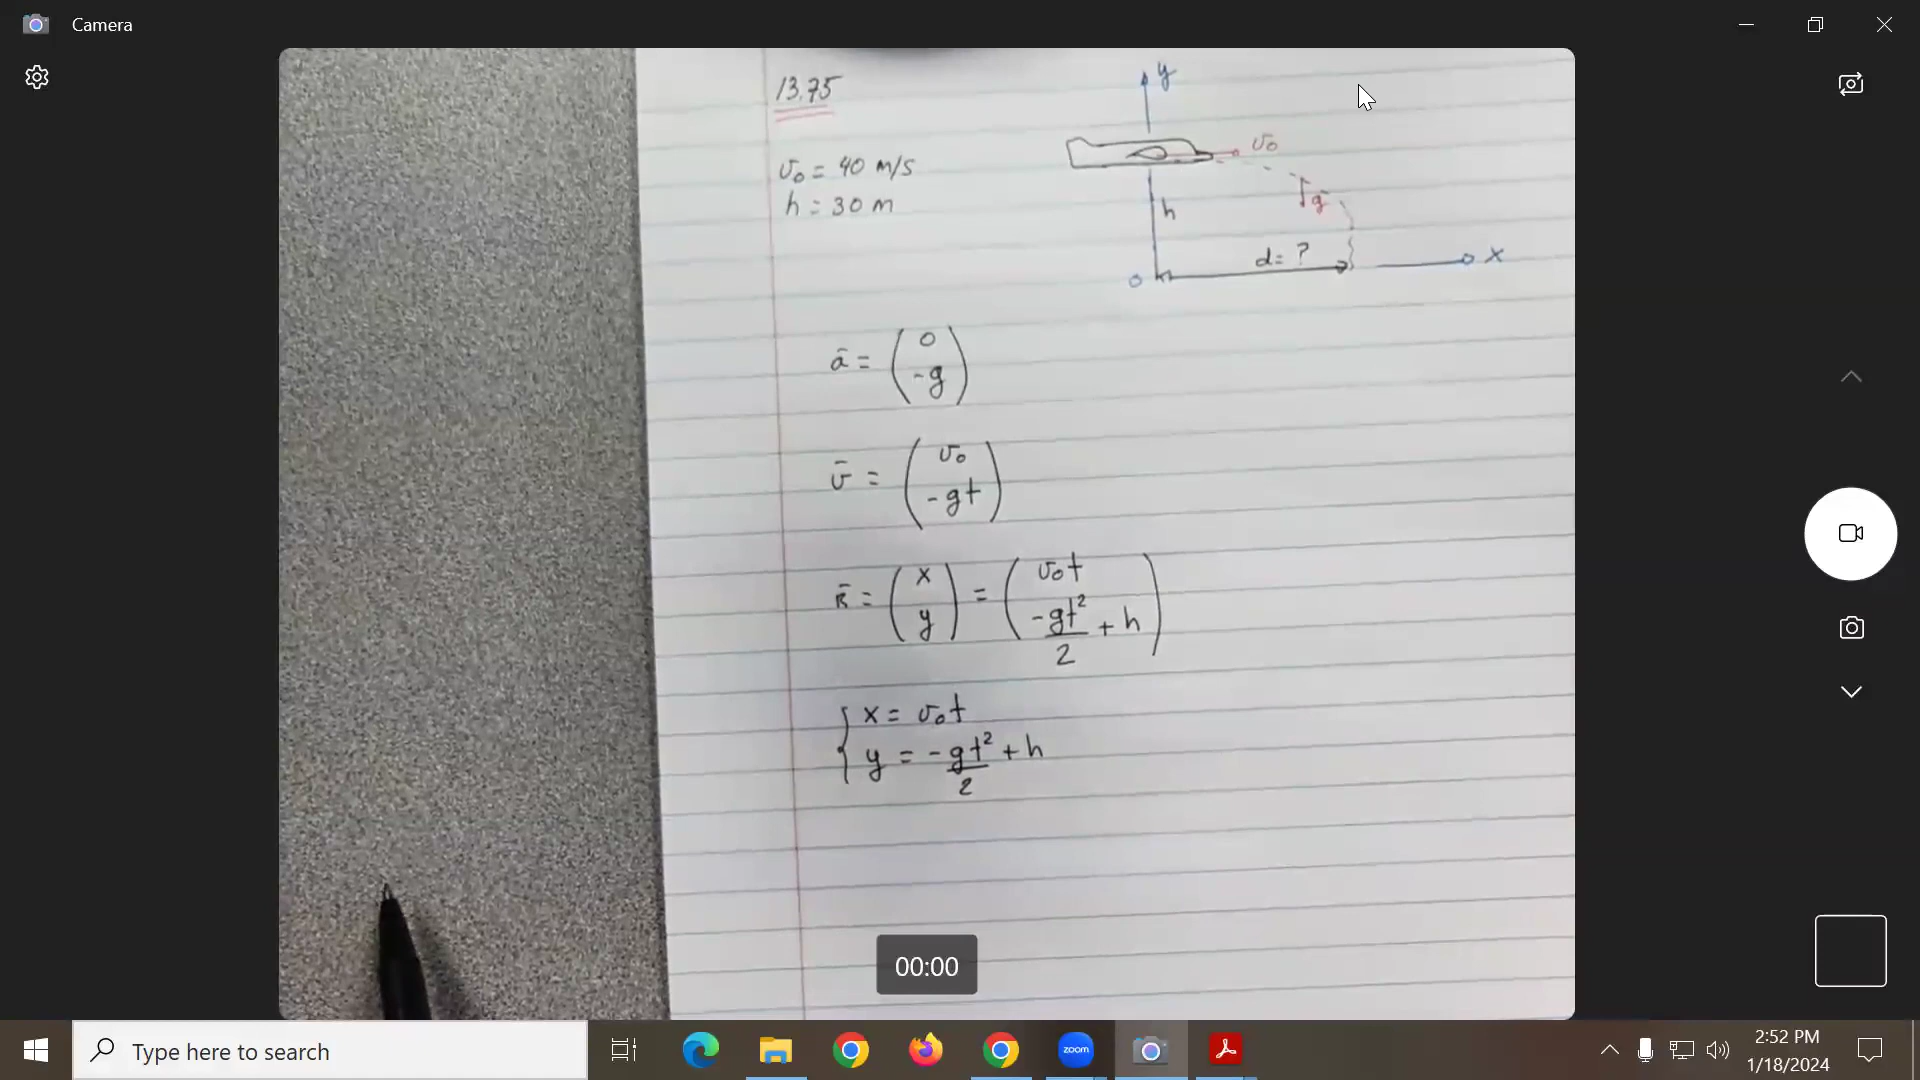 Camera
13.75
v₀ = 40 m/s
h = 30 m
y
v₀
g
h
d = ?
0
x
ā = ( 0
-g )
v̄ = ( v₀
-gt )
R̄ = ( x
y ) = ( v₀t
-gt²/2 + h )
{ x = v₀t
y = -gt²/2 + h
00:00
Type here to search
zoom
2:52 PM
1/18/2024